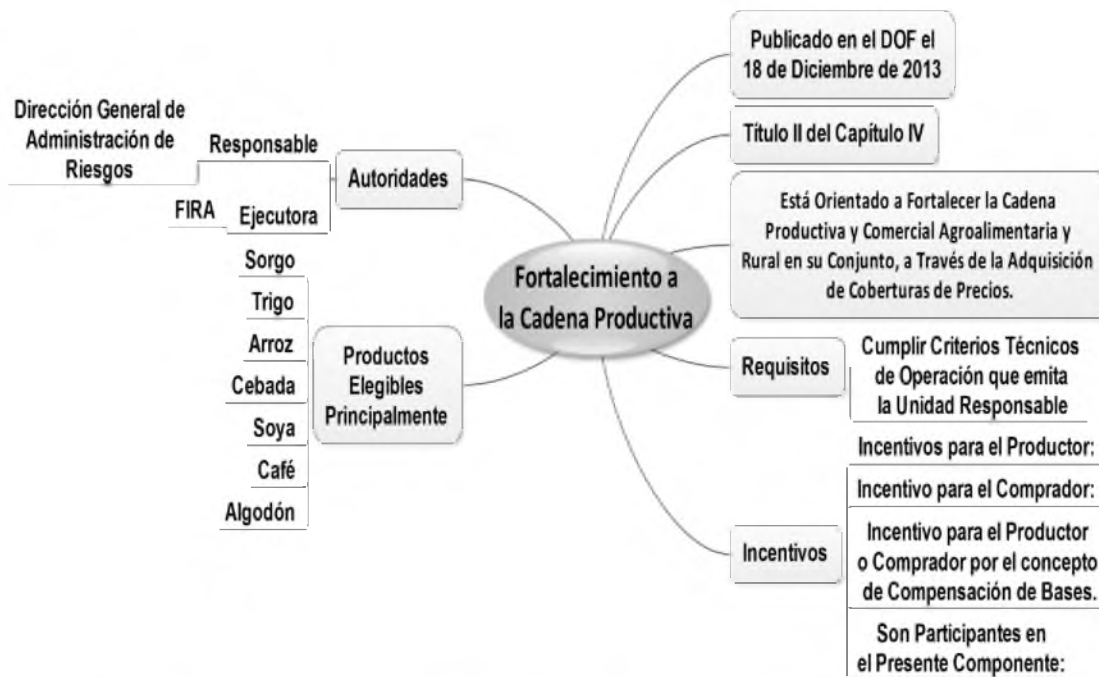 Fortalecimiento a
la Cadena Productiva
Publicado en el DOF el
18 de Diciembre de 2013
Título II del Capítulo IV
Está Orientado a Fortalecer la Cadena
Productiva y Comercial Agroalimentaria y
Rural en su Conjunto, a Través de la Adquisición
de Coberturas de Precios.
Requisitos
Cumplir Criterios Técnicos
de Operación que emita
la Unidad Responsable
Incentivos
Incentivos para el Productor:
Incentivo para el Comprador:
Incentivo para el Productor
o Comprador por el concepto
de Compensación de Bases.
Son Participantes en
el Presente Componente:
Autoridades
Responsable
Dirección General de
Administración de
Riesgos
Ejecutora
FIRA
Productos
Elegibles
Principalmente
Sorgo
Trigo
Arroz
Cebada
Soya
Café
Algodón